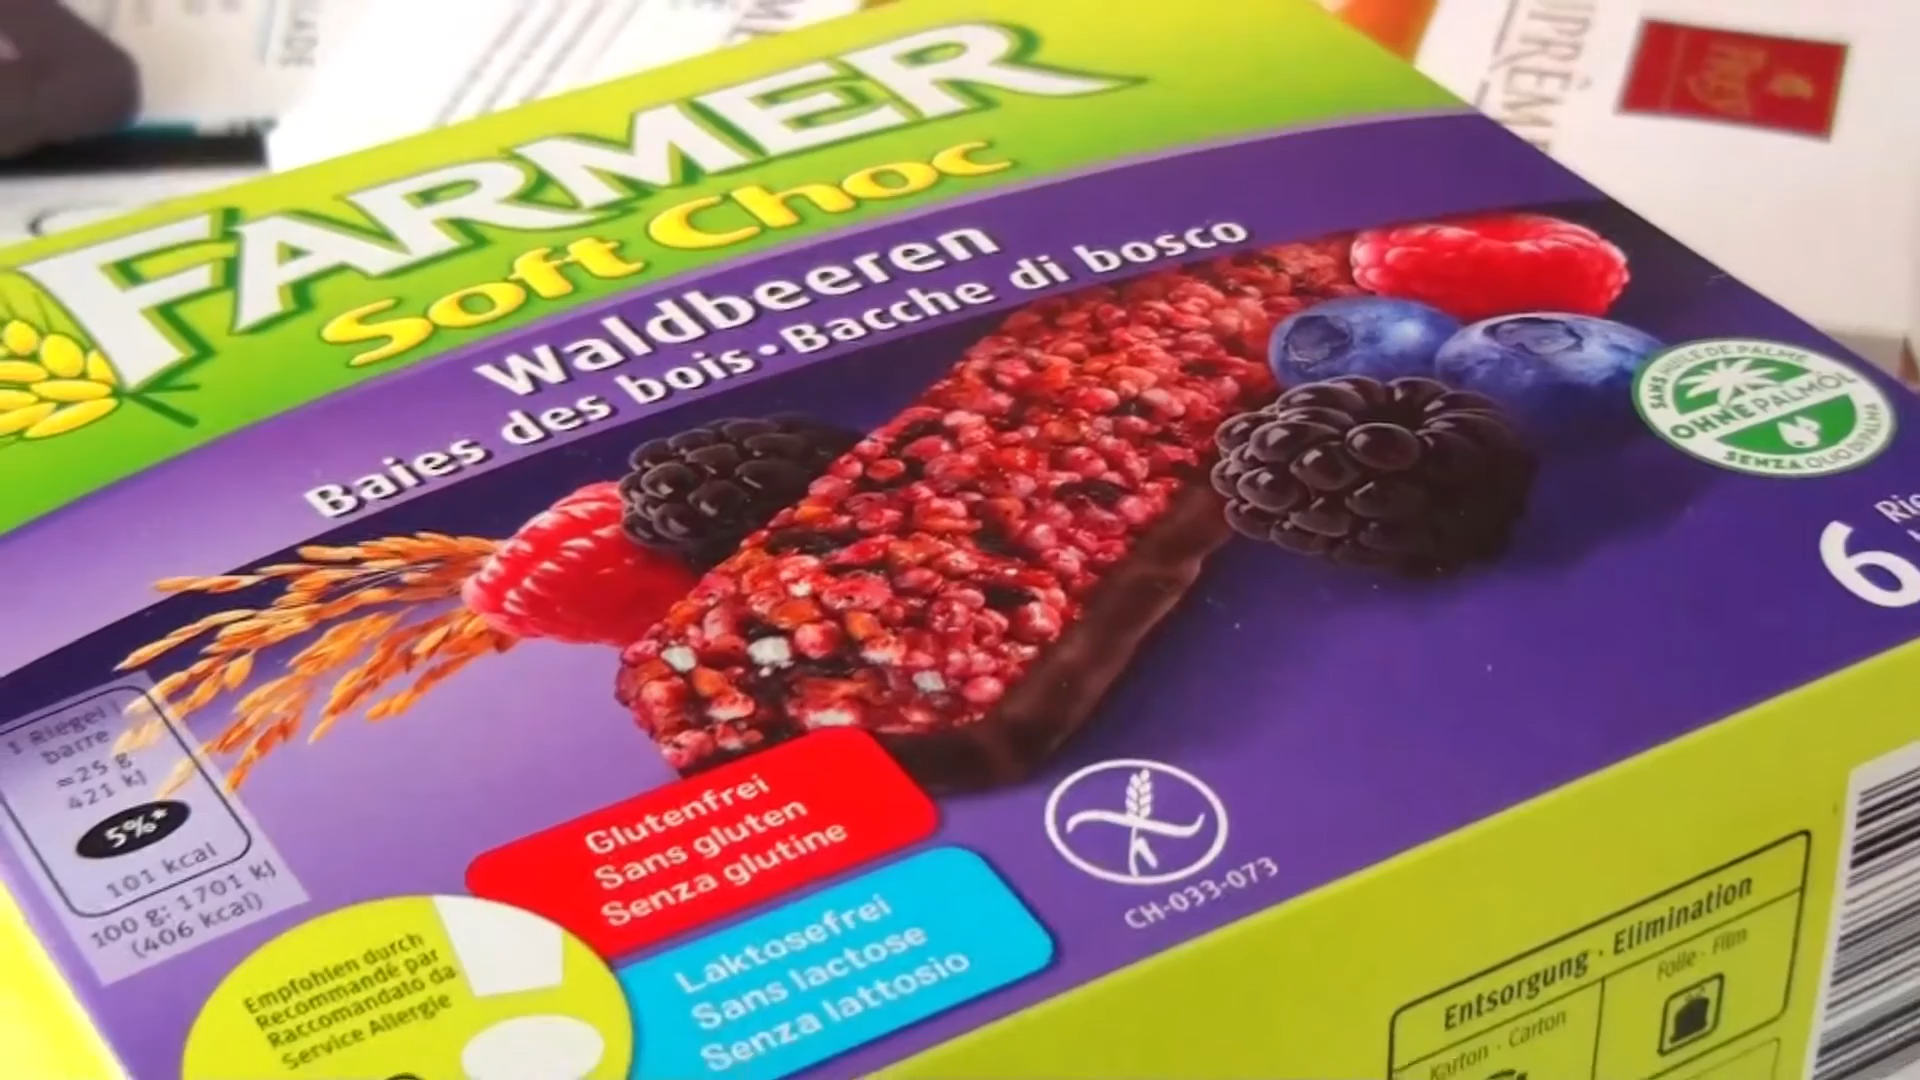 FARMER
Soft Choc
Waldbeeren
Baies des bois • Bacche di bosco
SANS HUILE DE PALME
OHNE PALMÖL
SENZA OLIO DI PALMA
6
1 Riegel
barre
≈25 g
421 kJ
5%*
101 kcal
100 g: 1701 kJ
(406 kcal)
Glutenfrei
Sans gluten
Senza glutine
CH-033-073
Laktosefrei
Sans lactose
Senza lattosio
Empfohlen durch
Recommandé par
Raccomandato da
Service Allergie
Entsorgung · Elimination
Karton · Carton
Folie · Film